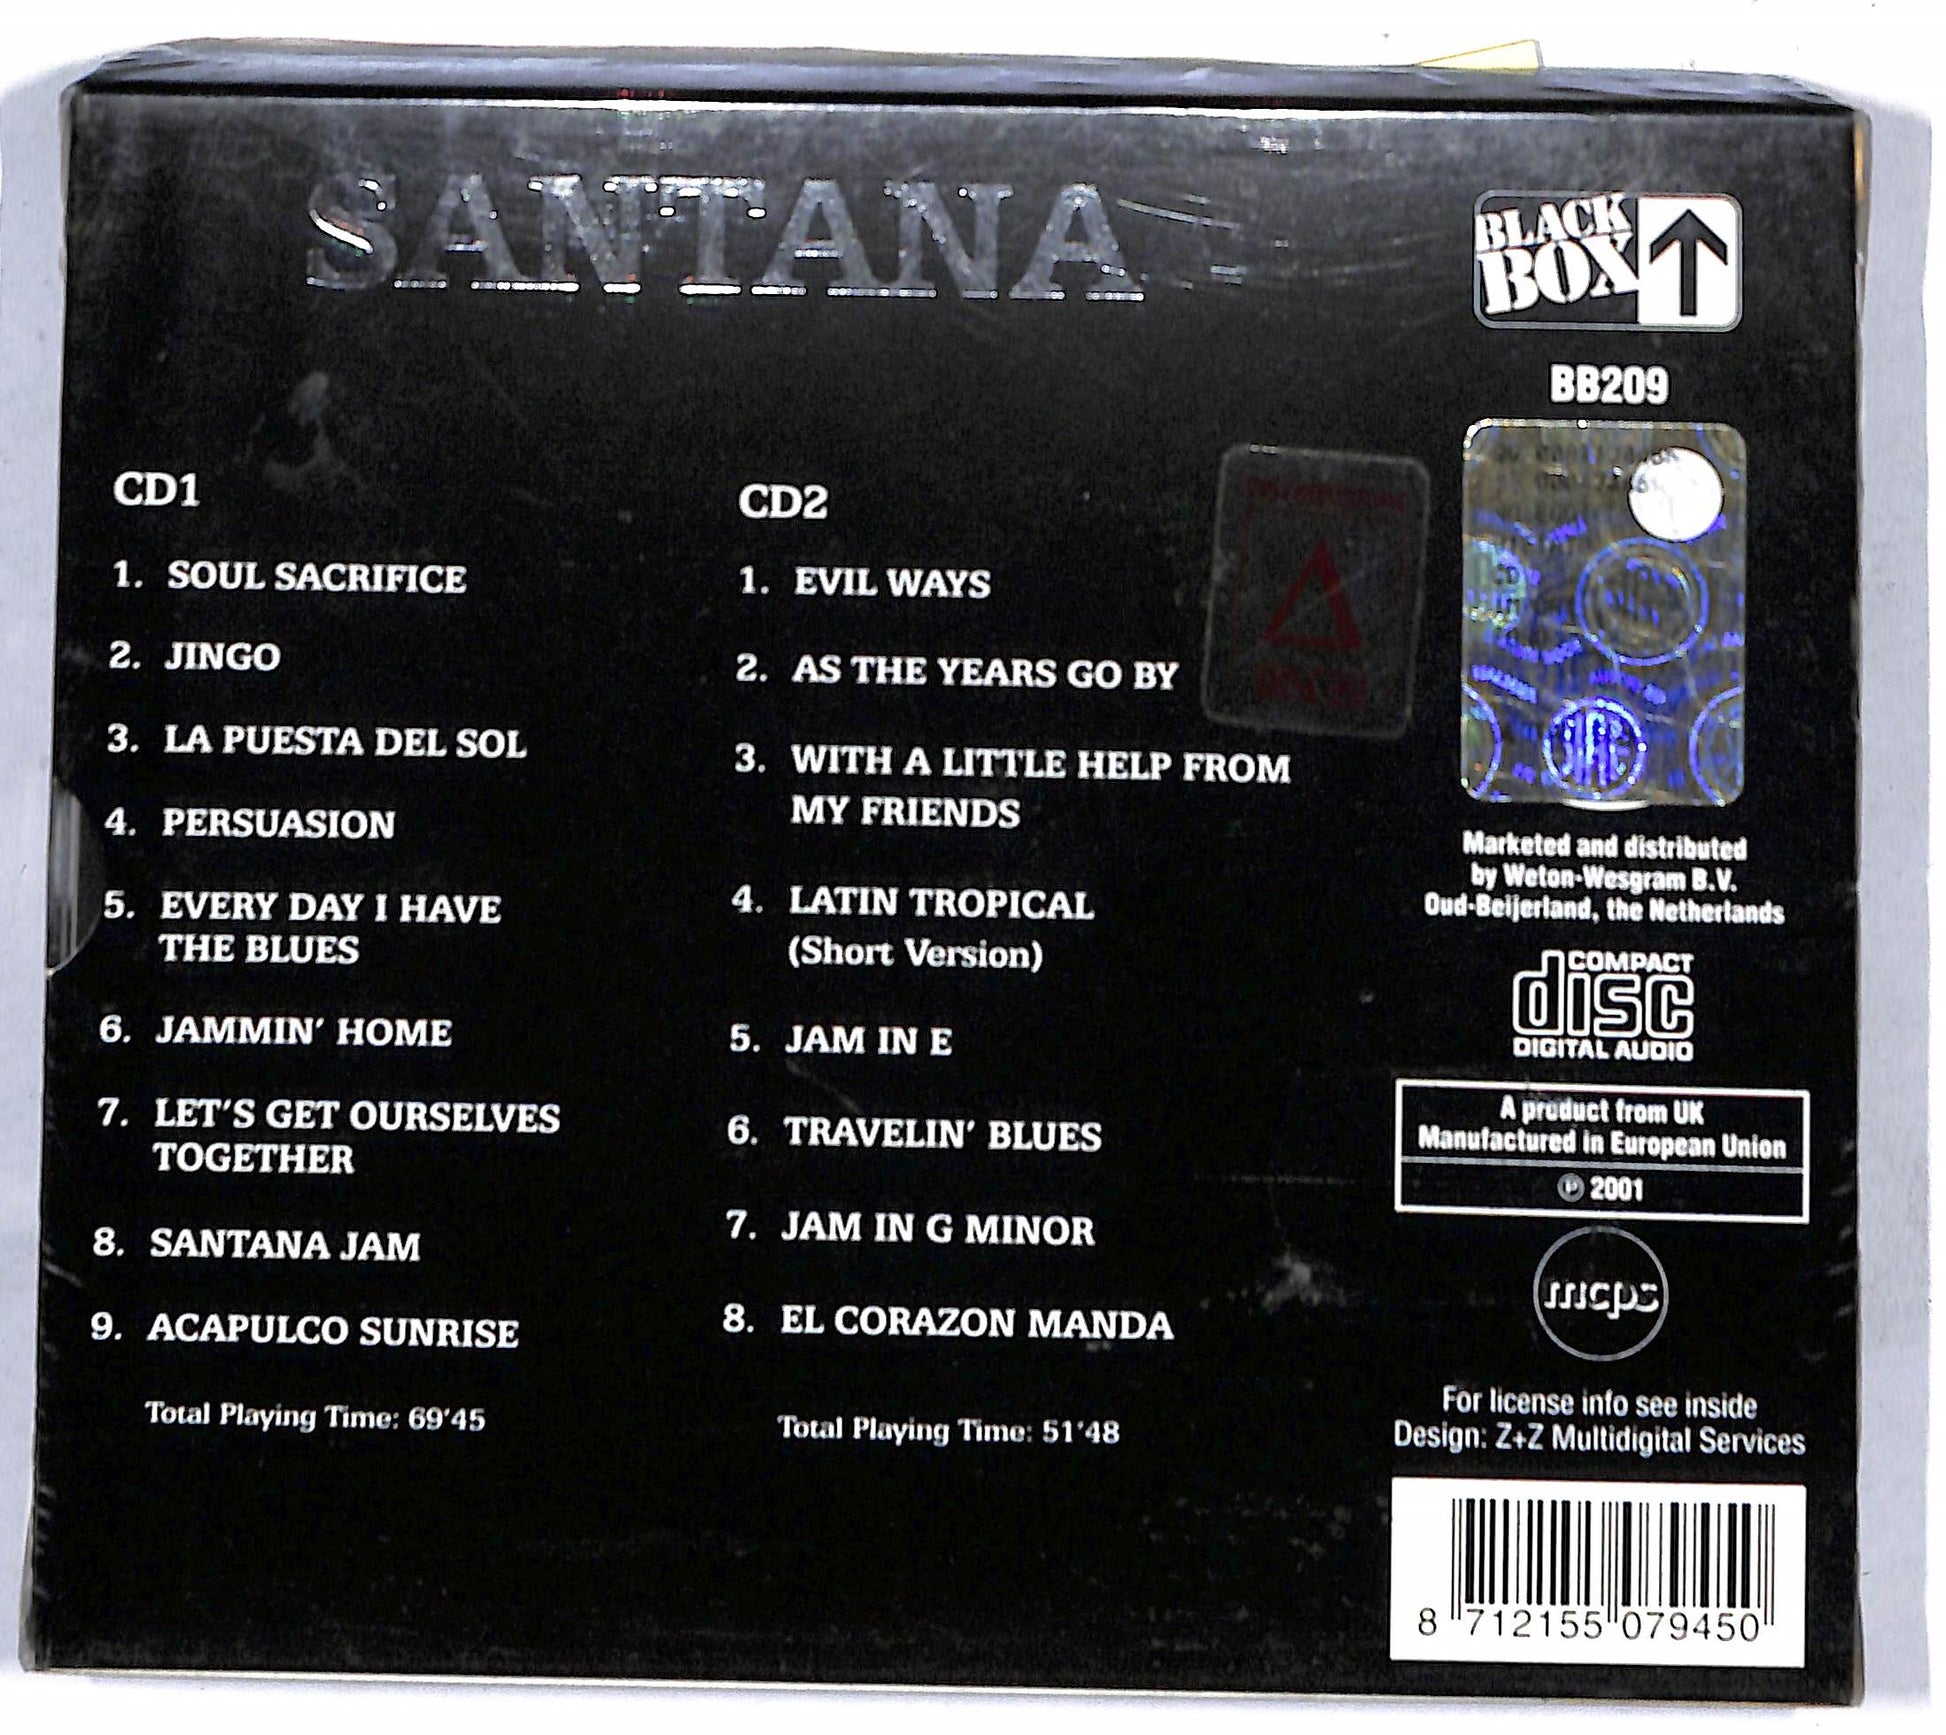 SANTANA
CD1
1. SOUL SACRIFICE
2. JINGO
3. LA PUESTA DEL SOL
4. PERSUASION
5. EVERY DAY I HAVE
THE BLUES
6. JAMMIN' HOME
7. LET'S GET OURSELVES
TOGETHER
8. SANTANA JAM
9. ACAPULCO SUNRISE
Total Playing Time: 69'45
CD2
1. EVIL WAYS
2. AS THE YEARS GO BY
3. WITH A LITTLE HELP FROM
MY FRIENDS
4. LATIN TROPICAL
(Short Version)
5. JAM IN E
6. TRAVELIN' BLUES
7. JAM IN G MINOR
8. EL CORAZON MANDA
Total Playing Time: 51'48
BLACK
BOX
BB209
Marketed and distributed
by Weton-Wesgram B.V.
Oud-Beijerland, the Netherlands
COMPACT
disc
DIGITAL AUDIO
A product from UK
Manufactured in European Union
℗ 2001
mcps
For license info see inside
Design: Z+Z Multidigital Services
8 712155 079450